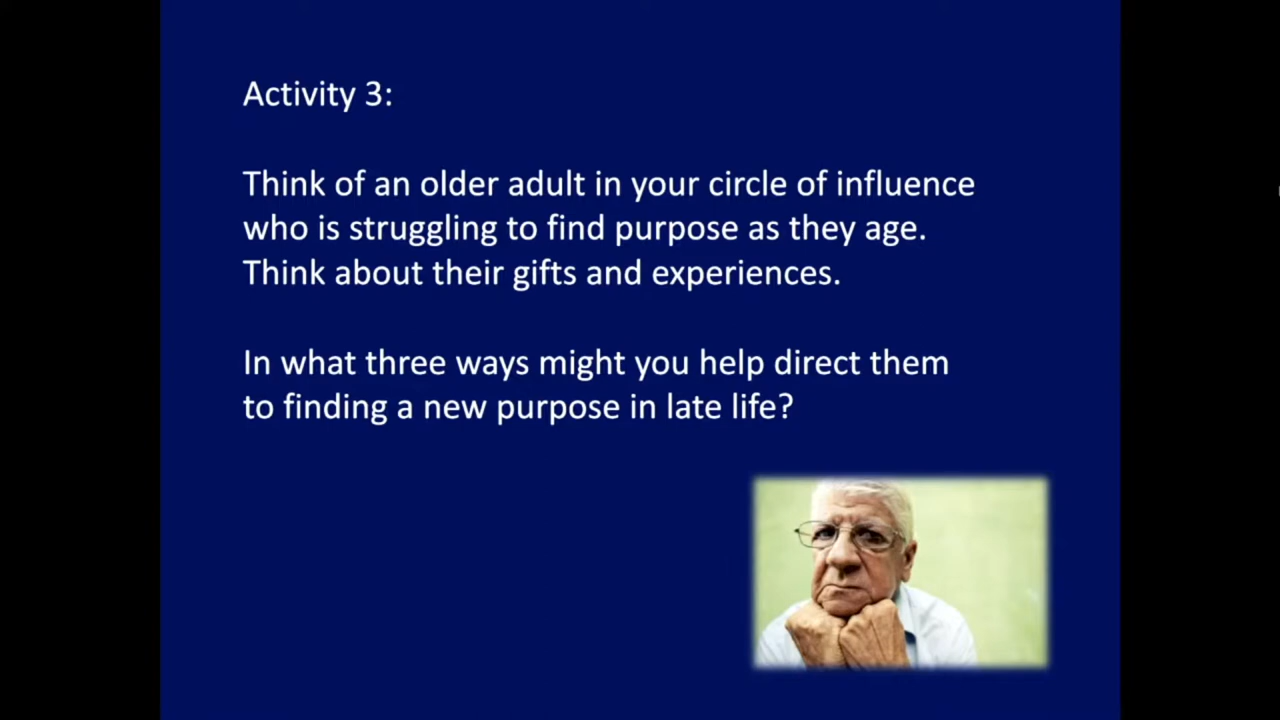 Activity 3:
Think of an older adult in your circle of influence
who is struggling to find purpose as they age.
Think about their gifts and experiences.
In what three ways might you help direct them
to finding a new purpose in late life?